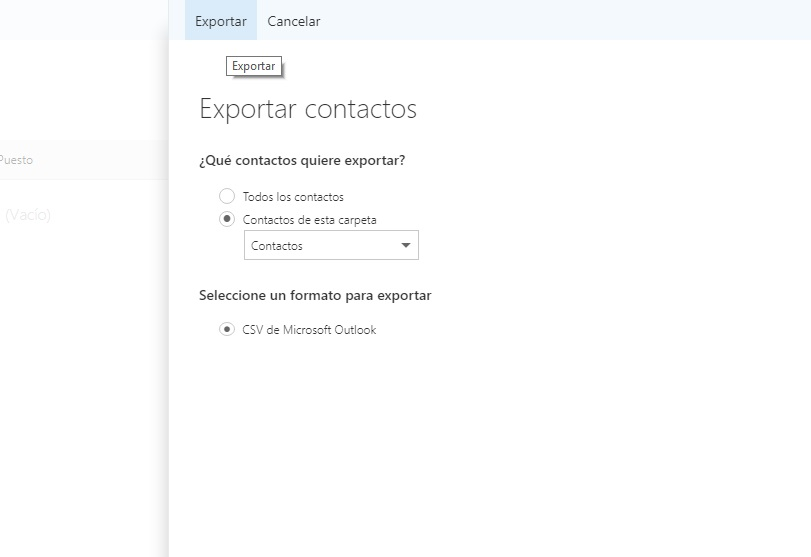 Exportar Cancelar
Exportar
Exportar contactos
Puesto
¿Qué contactos quiere exportar?
Todos los contactos
(Vacío)
Contactos de esta carpeta
Contactos
Seleccione un formato para exportar
CSV de Microsoft Outlook